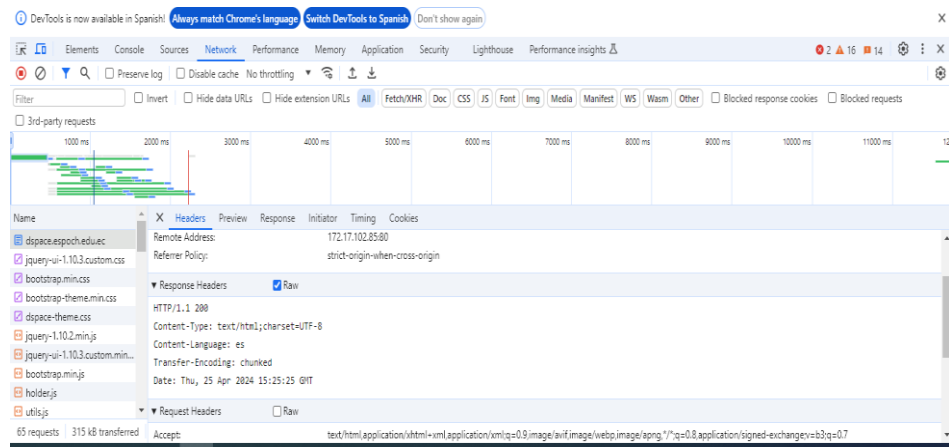 DevTools is now available in Spanish! Always match Chrome's language Switch DevTools to Spanish Don't show again X
Elements Console Sources Network Performance Memory Application Security Lighthouse Performance insights 2 16 14 X
Preserve log Disable cache No throttling
Filter Invert Hide data URLs Hide extension URLs All Fetch/XHR Doc CSS JS Font Img Media Manifest WS Wasm Other Blocked response cookies Blocked requests
3rd-party requests
1000 ms 2000 ms 3000 ms 4000 ms 5000 ms 6000 ms 7000 ms 8000 ms 9000 ms 10000 ms 11000 ms 12
Name X Headers Preview Response Initiator Timing Cookies
dspace.espoch.edu.ec
jquery-ui-1.10.3.custom.css
bootstrap.min.css
bootstrap-theme.min.css
dspace-theme.css
jquery-1.10.2.min.js
jquery-ui-1.10.3.custom.min...
bootstrap.min.js
holder.js
utils.js
65 requests 315 kB transferred
Remote Address: 172.17.102.85:80
Referrer Policy: strict-origin-when-cross-origin
▼ Response Headers Raw
HTTP/1.1 200
Content-Type: text/html;charset=UTF-8
Content-Language: es
Transfer-Encoding: chunked
Date: Thu, 25 Apr 2024 15:25:25 GMT
▼ Request Headers Raw
Accept: text/html,application/xhtml+xml,application/xml;q=0.9,image/avif,image/webp,image/apng,*/*;q=0.8,application/signed-exchange;v=b3;q=0.7